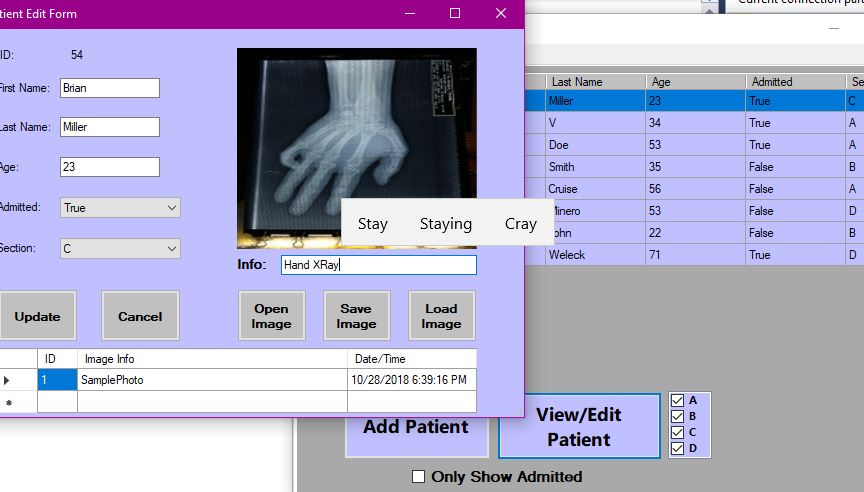 tient Edit Form
Current connection pat
ID: 54
First Name: Brian
Last Name: Miller
Age: 23
Admitted: True
Section: C
Stay Staying Cray
Info: Hand XRay
Update Cancel
Open Image
Save Image
Load Image
ID Image Info Date/Time
1 SamplePhoto 10/28/2018 6:39:16 PM
Last Name Age Admitted Se
Miller 23 True C
V 34 True A
Doe 53 True A
Smith 35 False B
Cruise 56 False A
Minero 53 False D
ohn 22 False B
Weleck 71 True D
Add Patient
View/Edit
Patient
A
B
C
D
Only Show Admitted